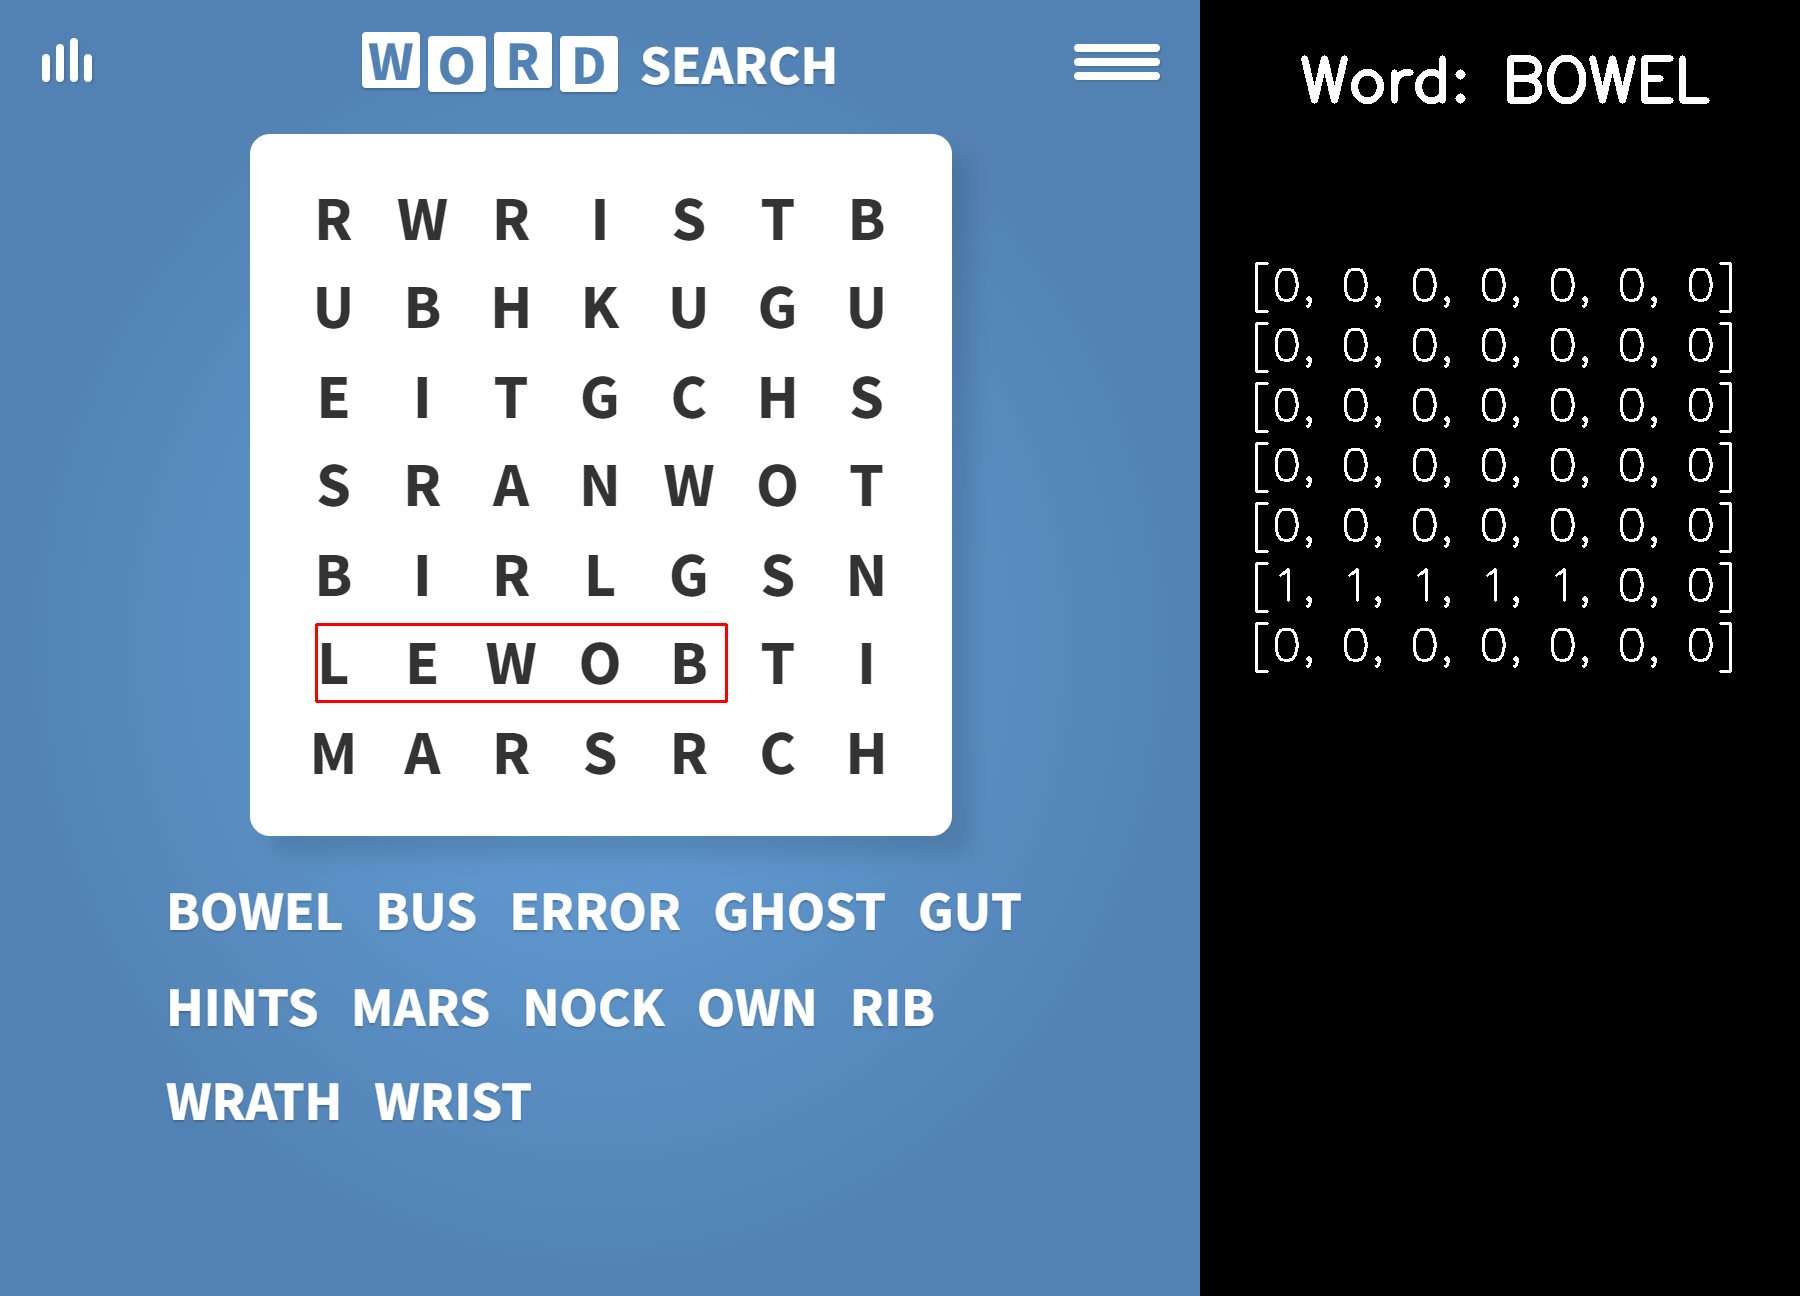 WORD SEARCH
Word: BOWEL
R W R I S T B
U B H K U G U
E I T G C H S
S R A N W O T
B I R L G S N
L E W O B T I
M A R S R C H
[0, 0, 0, 0, 0, 0, 0]
[0, 0, 0, 0, 0, 0, 0]
[0, 0, 0, 0, 0, 0, 0]
[0, 0, 0, 0, 0, 0, 0]
[0, 0, 0, 0, 0, 0, 0]
[1, 1, 1, 1, 1, 0, 0]
[0, 0, 0, 0, 0, 0, 0]
BOWEL BUS ERROR GHOST GUT
HINTS MARS NOCK OWN RIB
WRATH WRIST